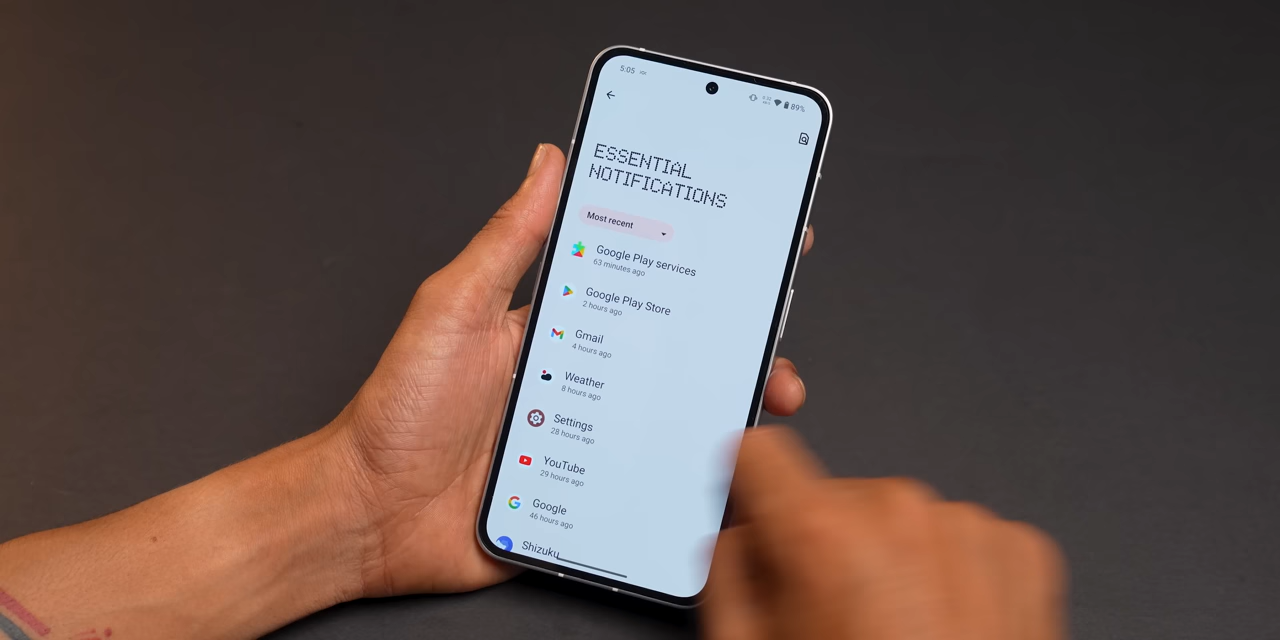 5:05
89%
ESSENTIAL
NOTIFICATIONS
Most recent
Google Play services
63 minutes ago
Google Play Store
2 hours ago
Gmail
4 hours ago
Weather
8 hours ago
Settings
28 hours ago
YouTube
29 hours ago
Google
46 hours ago
Shizuku